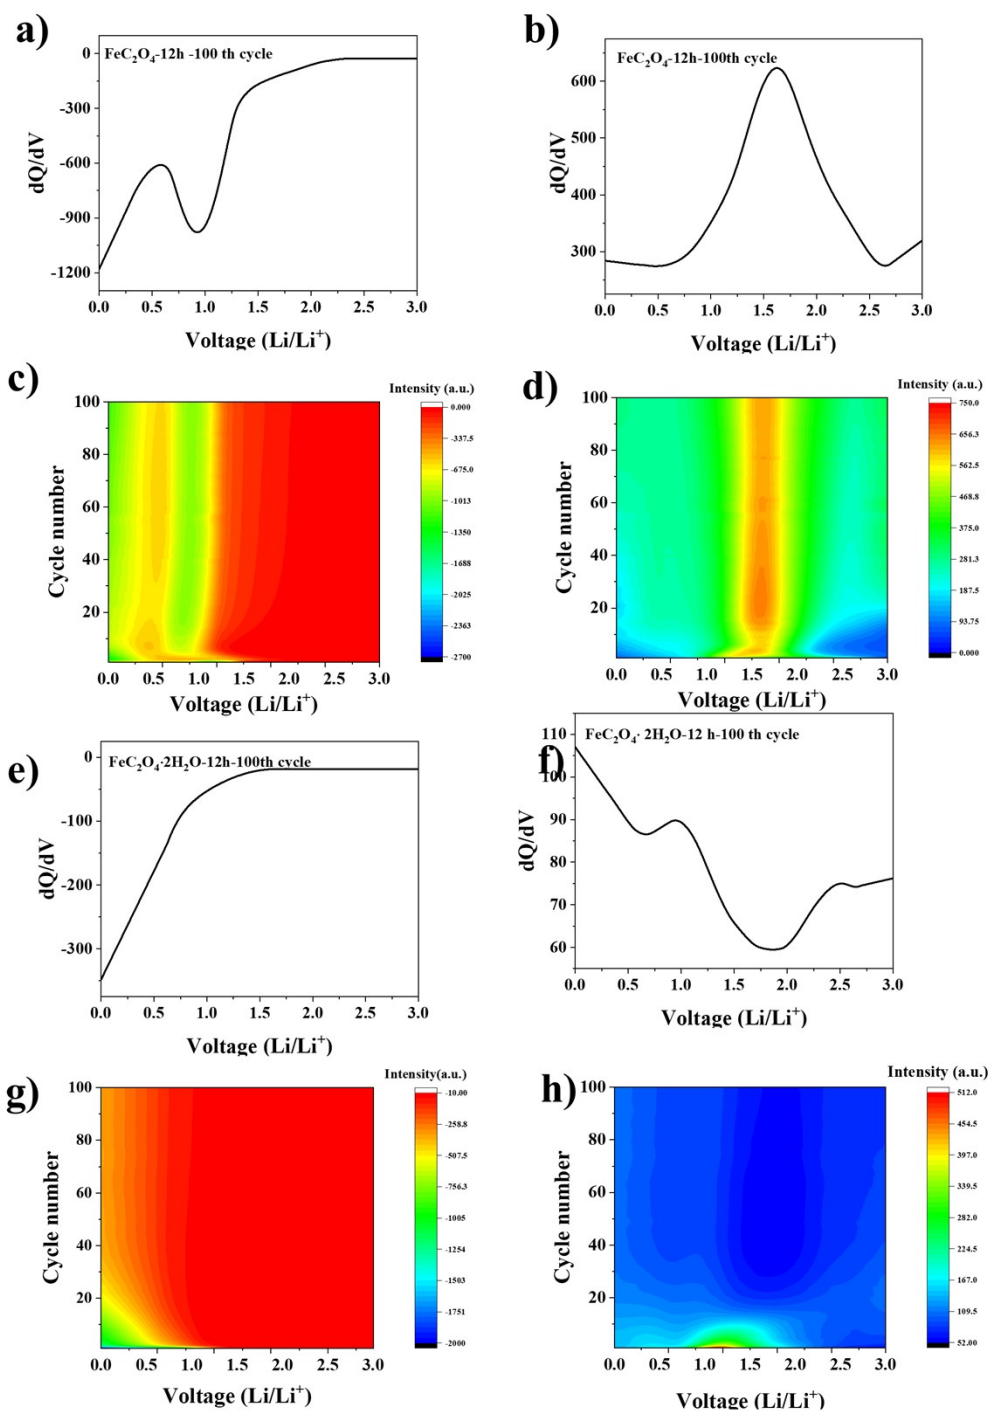 a)
FeC₂O₄-12h -100 th cycle
0
-300
-600
-900
-1200
dQ/dV
0.0 0.5 1.0 1.5 2.0 2.5 3.0
Voltage (Li/Li⁺)
b)
FeC₂O₄-12h-100th cycle
600
500
400
300
dQ/dV
0.0 0.5 1.0 1.5 2.0 2.5 3.0
Voltage (Li/Li⁺)
c)
Intensity (a.u.)
100
80
60
40
20
Cycle number
0.0 0.5 1.0 1.5 2.0 2.5 3.0
Voltage (Li/Li⁺)
0.000
-337.5
-675.0
-1013
-1350
-1688
-2025
-2363
-2700
d)
Intensity (a.u.)
100
80
60
40
20
Cycle number
0.0 0.5 1.0 1.5 2.0 2.5 3.0
Voltage (Li/Li⁺)
750.0
656.3
562.5
468.8
375.0
281.3
187.5
93.75
0.000
e)
FeC₂O₄·2H₂O-12h-100th cycle
0
-100
-200
-300
dQ/dV
0.0 0.5 1.0 1.5 2.0 2.5 3.0
Voltage (Li/Li⁺)
f)
FeC₂O₄· 2H₂O-12 h-100 th cycle
110
100
90
80
70
60
dQ/dV
0.0 0.5 1.0 1.5 2.0 2.5 3.0
Voltage (Li/Li⁺)
g)
Intensity(a.u.)
100
80
60
40
20
Cycle number
0.0 0.5 1.0 1.5 2.0 2.5 3.0
Voltage (Li/Li⁺)
-10.00
-258.8
-507.5
-756.3
-1005
-1254
-1503
-1751
-2000
h)
Intensity (a.u.)
100
80
60
40
20
Cycle number
0.0 0.5 1.0 1.5 2.0 2.5 3.0
Voltage (Li/Li⁺)
512.0
454.5
397.0
339.5
282.0
224.5
167.0
109.5
52.00